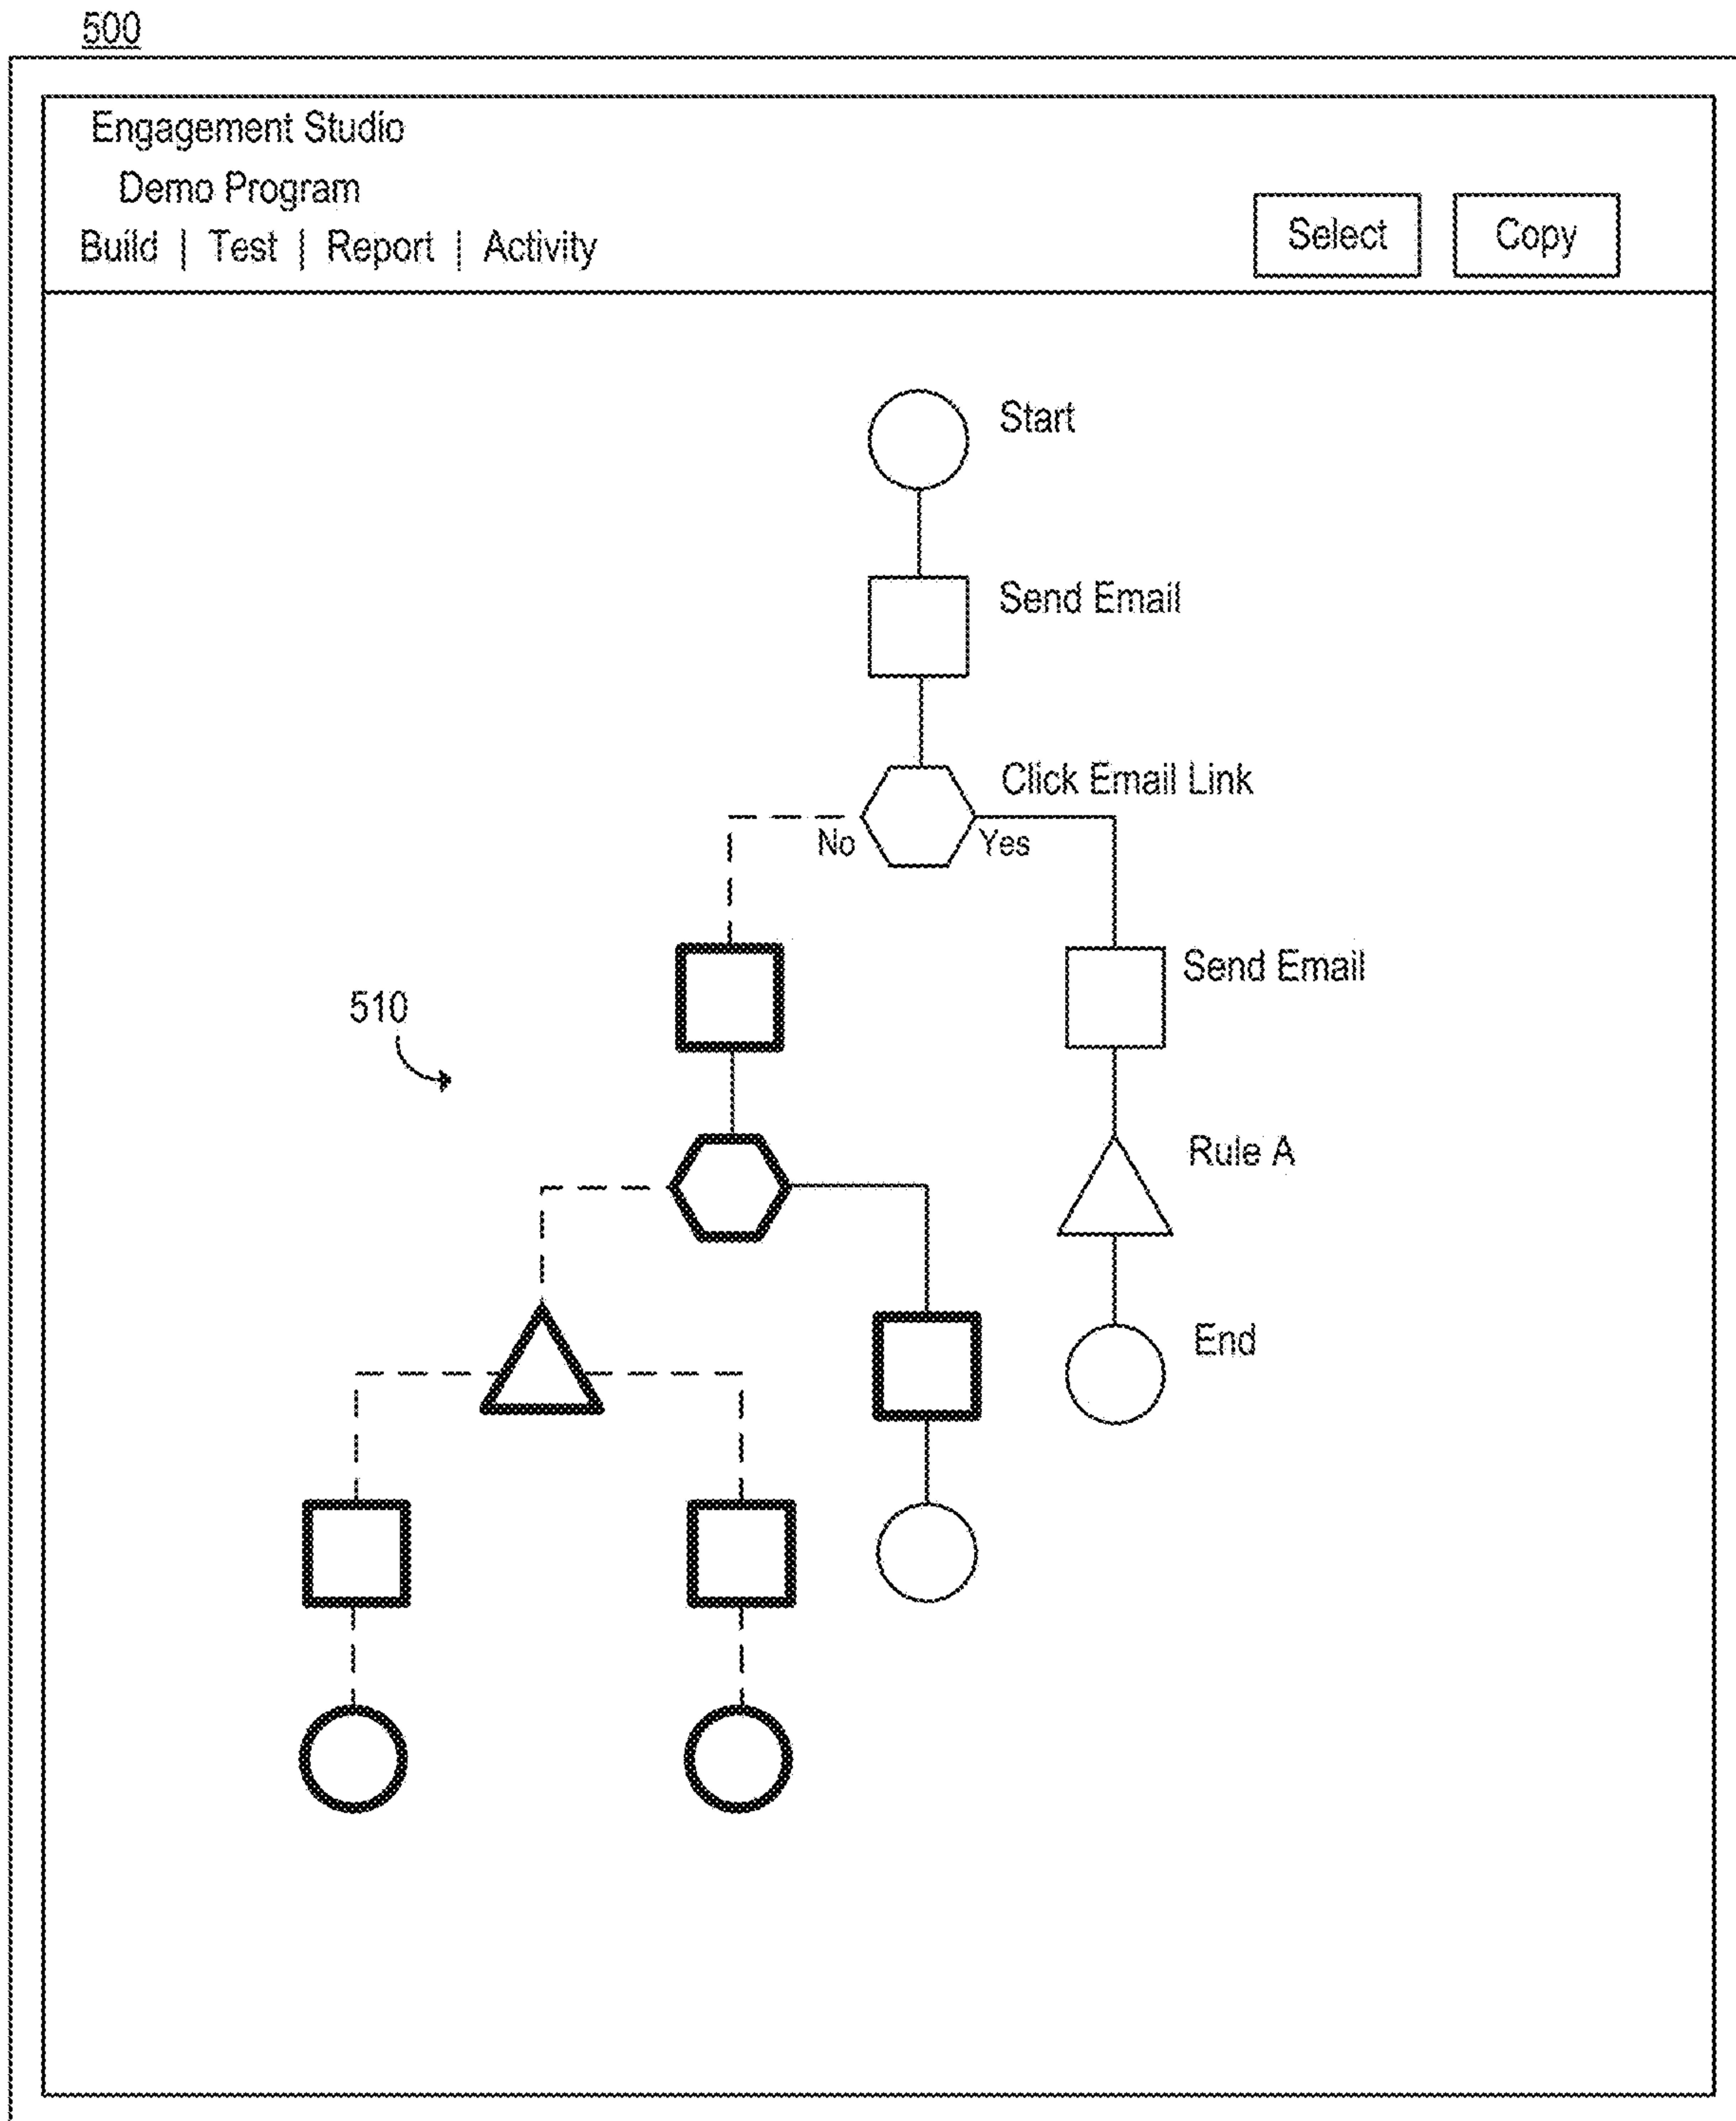 500
Engagement Studio
Demo Program
Build | Test | Report | Activity
Select
Copy
Start
Send Email
Click Email Link
No
Yes
Send Email
510
Rule A
End